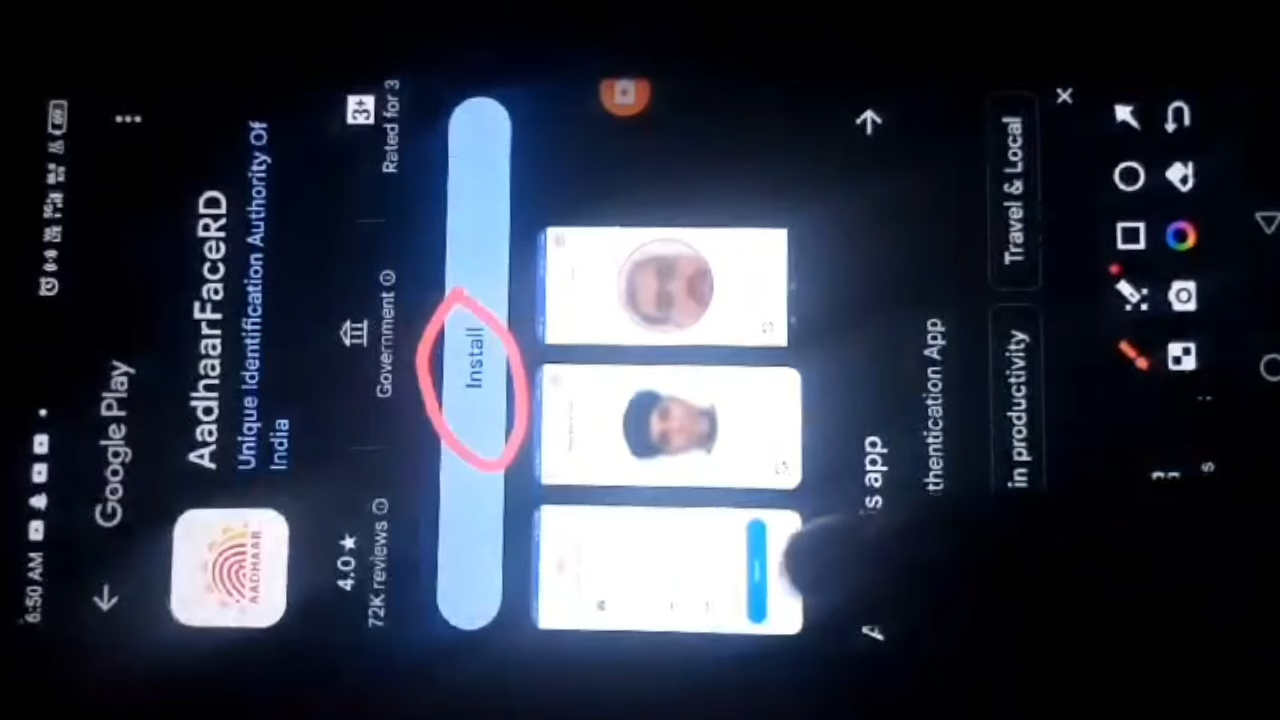 6:50 AM
Google Play
AadhaarFaceRD
Unique Identification Authority Of
India
AADHAAR
4.0★
72K reviews
Government
3+
Rated for 3
Install
s app
thentication App
in productivity
Travel & Local